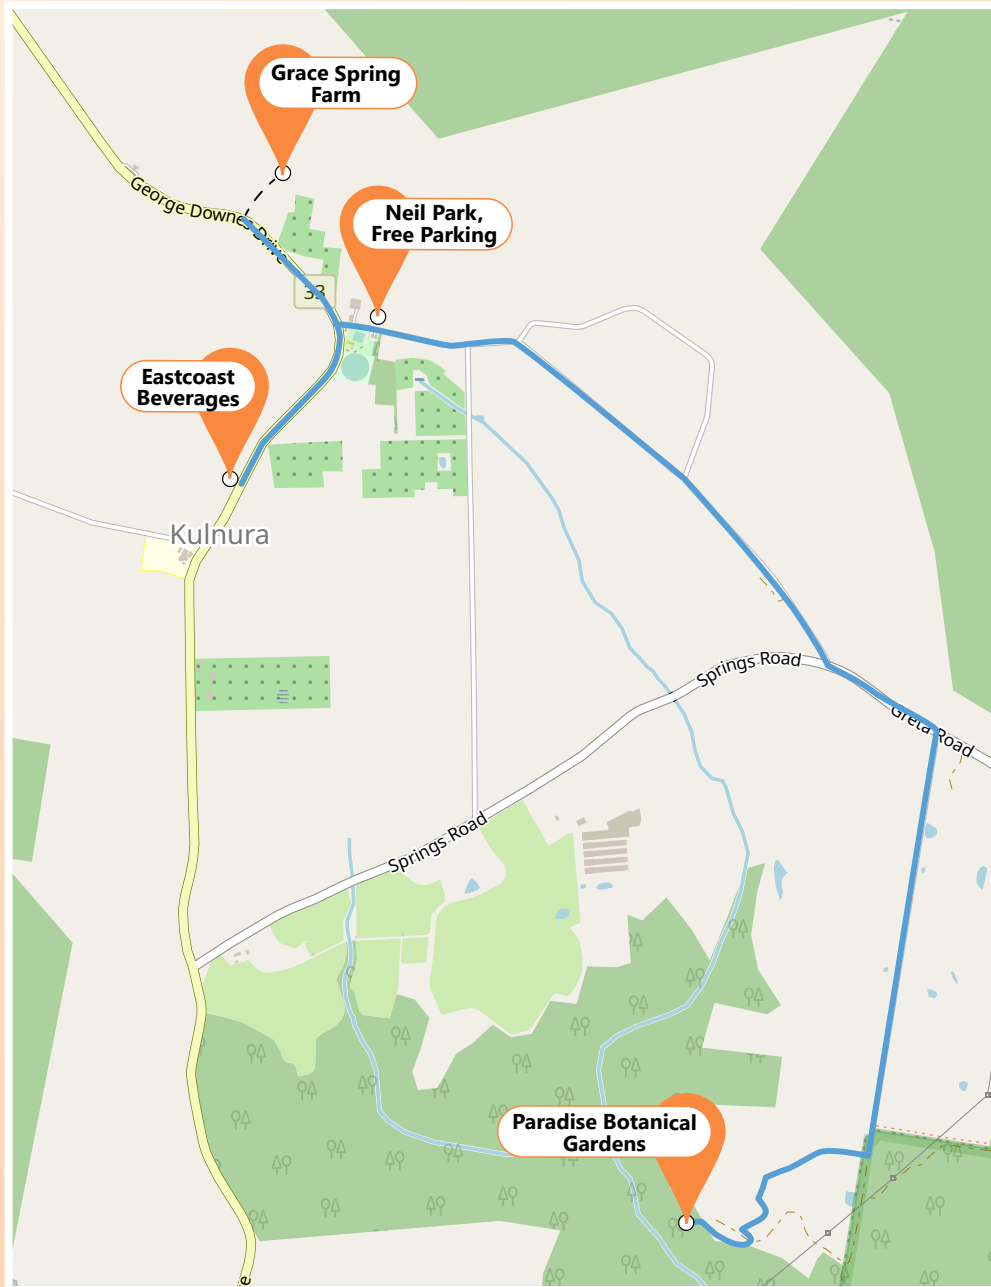 Grace Spring
Farm
George Downes Drive
Neil Park,
Free Parking
33
Eastcoast
Beverages
Kulnura
Springs Road
Greta Road
Springs Road
Paradise Botanical
Gardens